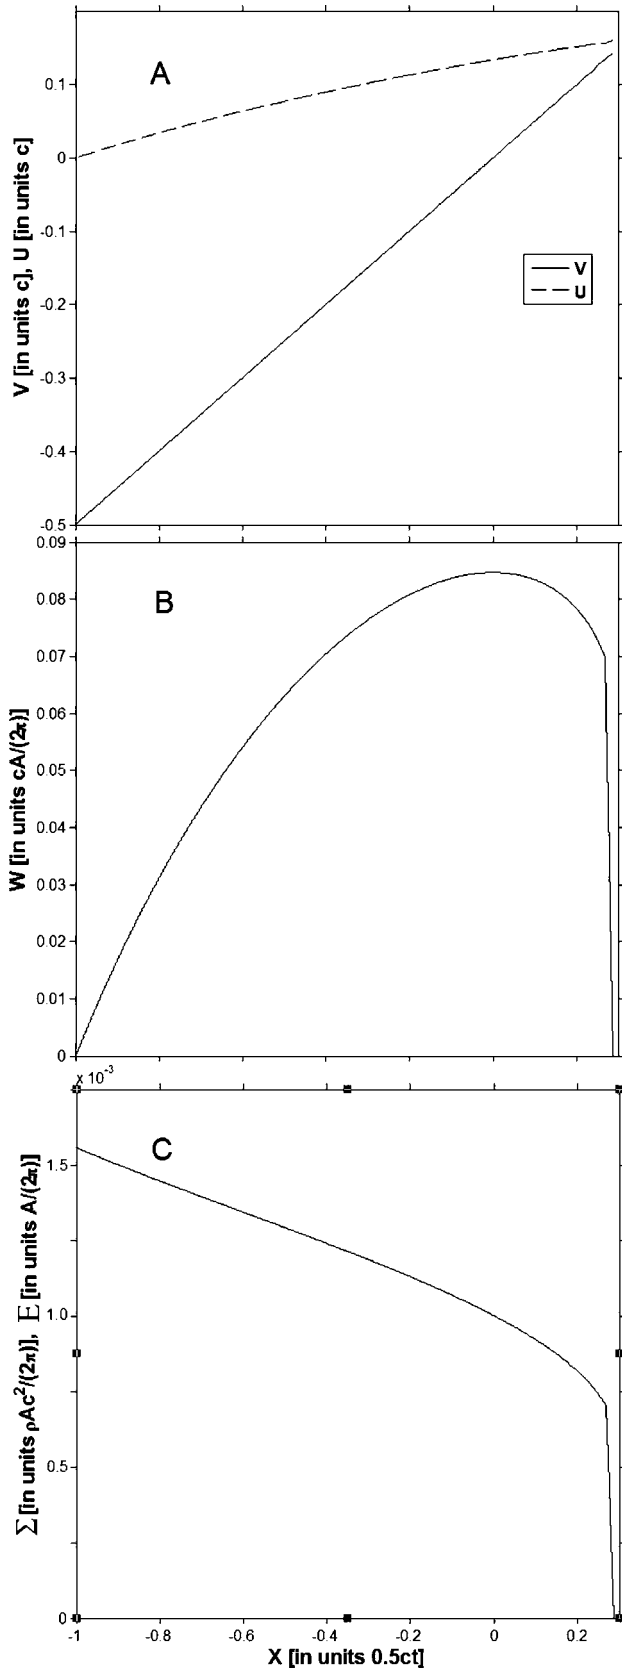 A
V [in units c], U [in units c]
0.1
0
-0.1
-0.2
-0.3
-0.4
-0.5
V
U
B
W [in units cA/(2π)]
0.09
0.08
0.07
0.06
0.05
0.04
0.03
0.02
0.01
0
x 10⁻³
C
Σ [in units ρAc²/(2π)], E [in units A/(2π)]
1.5
1.0
0.5
0
-1
-0.8
-0.6
-0.4
-0.2
0
0.2
X [in units 0.5ct]